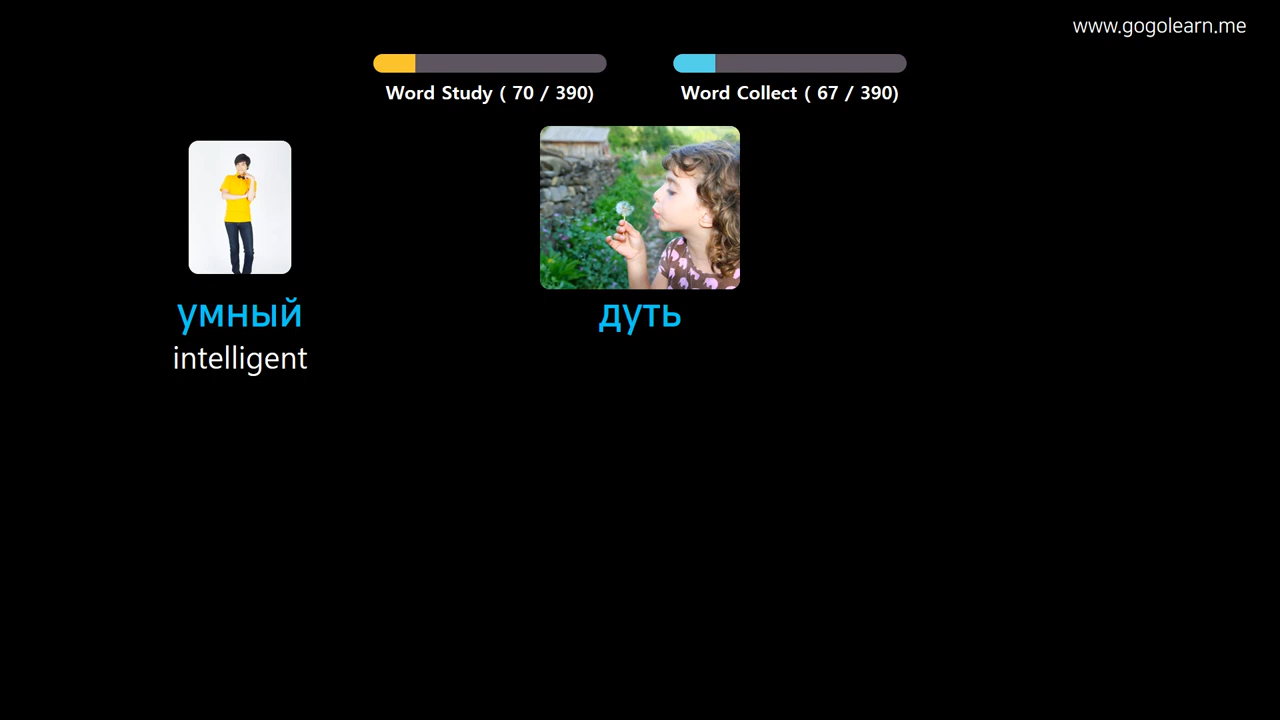 www.gogolearn.me
Word Study ( 70 / 390)
Word Collect ( 67 / 390)
умный
intelligent
дуть